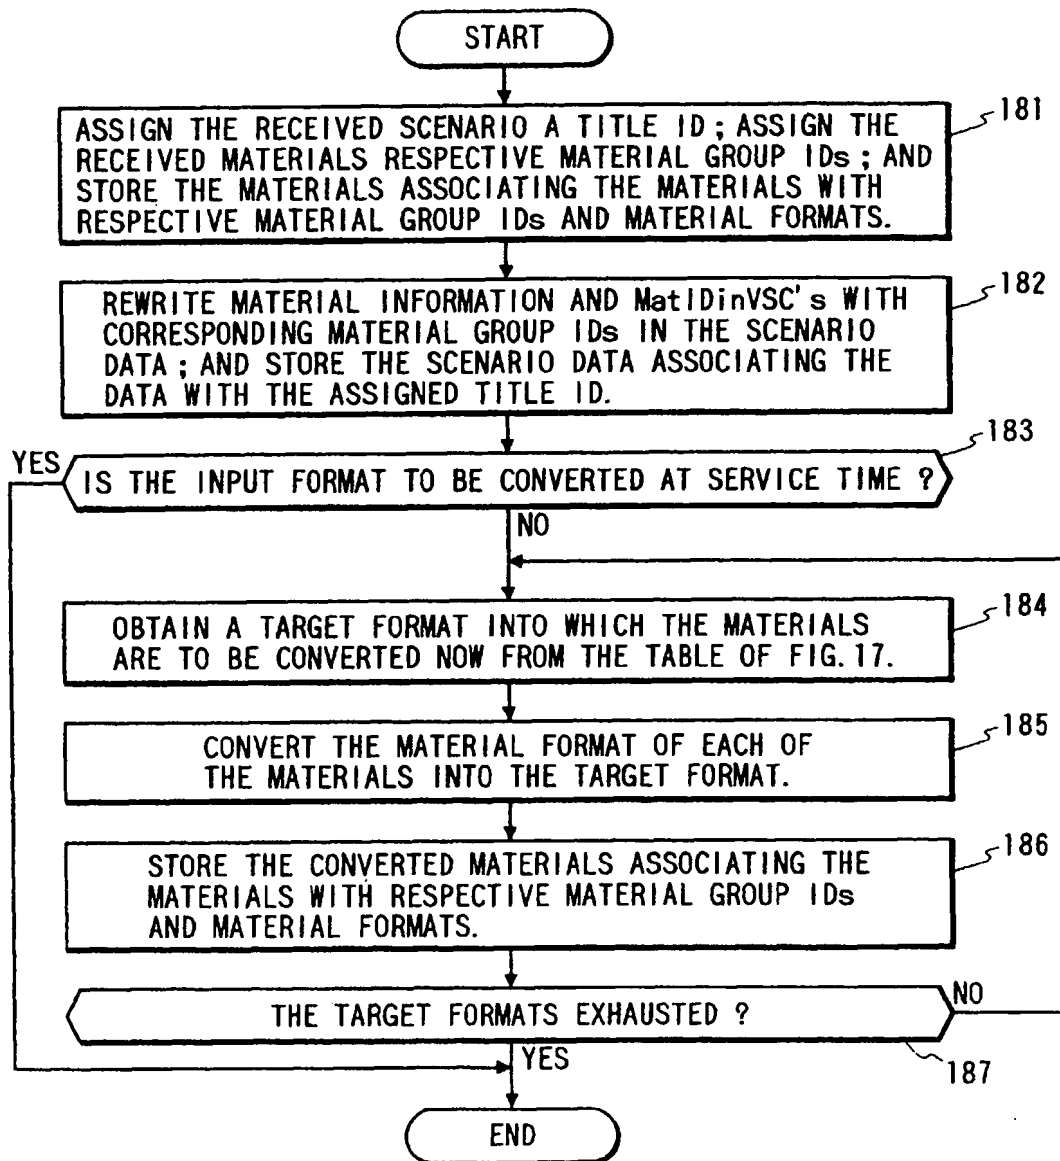 START
181
ASSIGN THE RECEIVED SCENARIO A TITLE ID; ASSIGN THE
RECEIVED MATERIALS RESPECTIVE MATERIAL GROUP IDs; AND
STORE THE MATERIALS ASSOCIATING THE MATERIALS WITH
RESPECTIVE MATERIAL GROUP IDs AND MATERIAL FORMATS.
182
REWRITE MATERIAL INFORMATION AND MatIDinVSC's WITH
CORRESPONDING MATERIAL GROUP IDs IN THE SCENARIO
DATA; AND STORE THE SCENARIO DATA ASSOCIATING THE
DATA WITH THE ASSIGNED TITLE ID.
183
YES
IS THE INPUT FORMAT TO BE CONVERTED AT SERVICE TIME ?
NO
184
OBTAIN A TARGET FORMAT INTO WHICH THE MATERIALS
ARE TO BE CONVERTED NOW FROM THE TABLE OF FIG. 17.
185
CONVERT THE MATERIAL FORMAT OF EACH OF
THE MATERIALS INTO THE TARGET FORMAT.
186
STORE THE CONVERTED MATERIALS ASSOCIATING THE
MATERIALS WITH RESPECTIVE MATERIAL GROUP IDs
AND MATERIAL FORMATS.
NO
THE TARGET FORMATS EXHAUSTED ?
YES
187
END